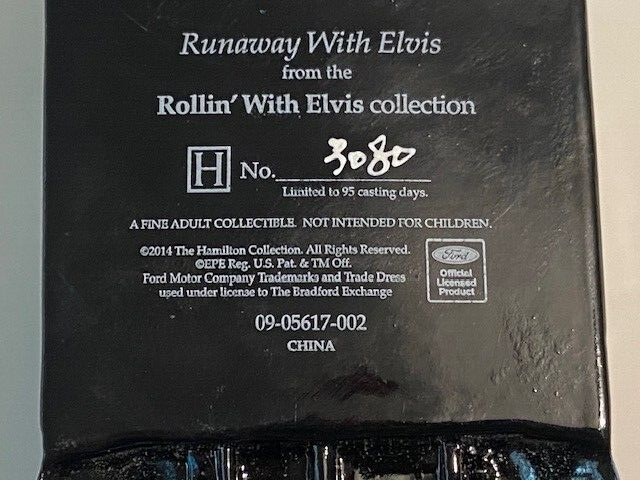 Runaway With Elvis
from the
Rollin' With Elvis collection
H No. 3080
Limited to 95 casting days.
A FINE ADULT COLLECTIBLE. NOT INTENDED FOR CHILDREN.
©2014 The Hamilton Collection. All Rights Reserved.
©EPE Reg. U.S. Pat. & TM Off.
Ford Motor Company Trademarks and Trade Dress
used under license to The Bradford Exchange
Ford
Official
Licensed
Product
09-05617-002
CHINA